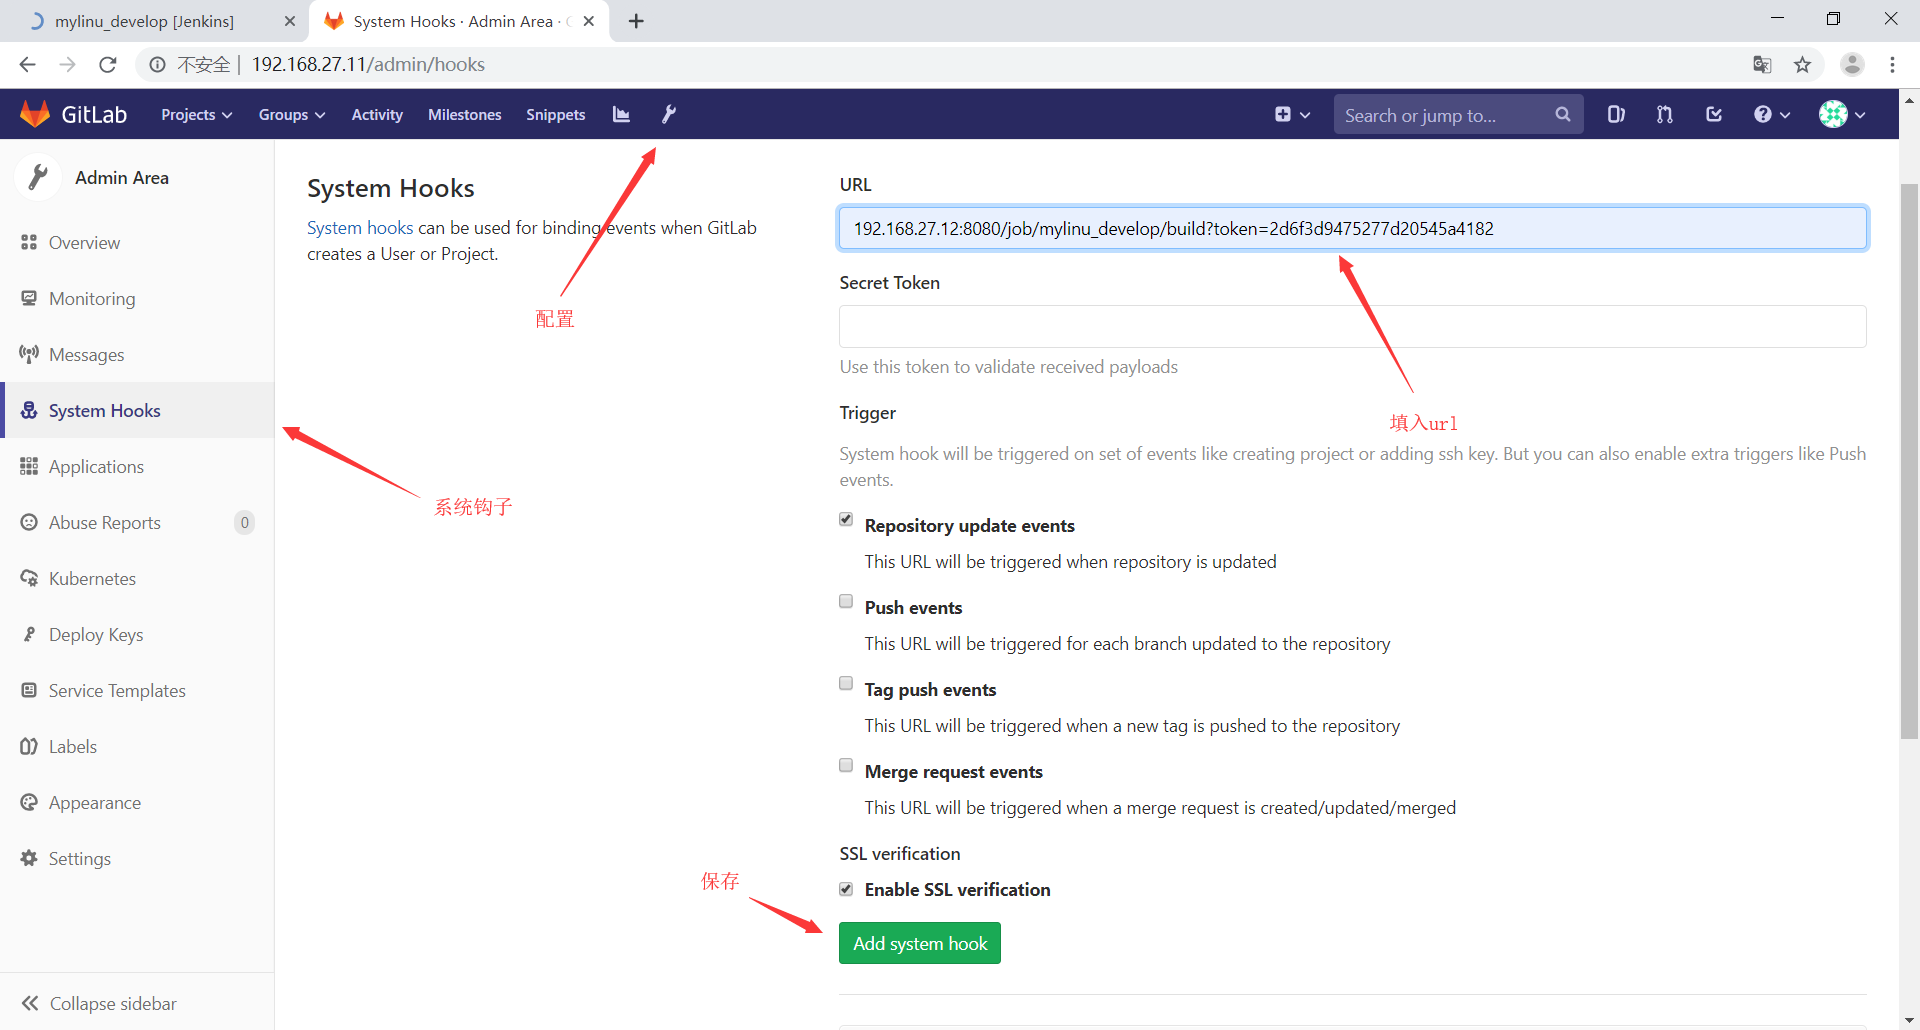 mylinu_develop [Jenkins]
System Hooks · Admin Area ·
不安全 | 192.168.27.11/admin/hooks
GitLab
Projects
Groups
Activity
Milestones
Snippets
Search or jump to...
Admin Area
Overview
Monitoring
Messages
System Hooks
Applications
Abuse Reports 0
Kubernetes
Deploy Keys
Service Templates
Labels
Appearance
Settings
Collapse sidebar
System Hooks
System hooks can be used for binding events when GitLab
creates a User or Project.
配置
系统钩子
URL
192.168.27.12:8080/job/mylinu_develop/build?token=2d6f3d9475277d20545a4182
Secret Token
Use this token to validate received payloads
填入url
Trigger
System hook will be triggered on set of events like creating project or adding ssh key. But you can also enable extra triggers like Push
events.
Repository update events
This URL will be triggered when repository is updated
Push events
This URL will be triggered for each branch updated to the repository
Tag push events
This URL will be triggered when a new tag is pushed to the repository
Merge request events
This URL will be triggered when a merge request is created/updated/merged
SSL verification
Enable SSL verification
保存
Add system hook